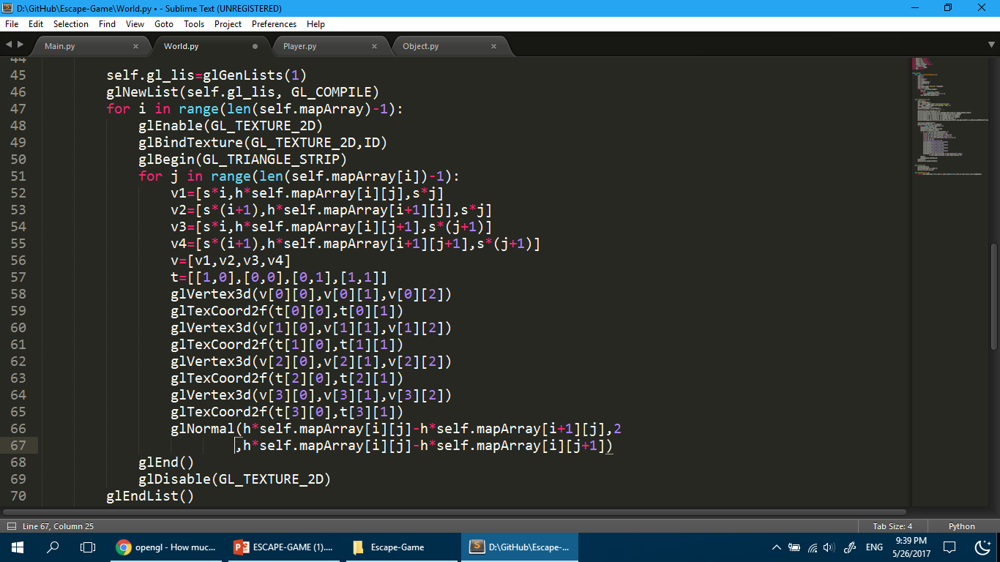 D:\GitHub\Escape-Game\World.py • - Sublime Text (UNREGISTERED)
File Edit Selection Find View Goto Tools Project Preferences Help
Main.py × World.py Player.py × Object.py ×
44
45 self.gl_lis=glGenLists(1)
46 glNewList(self.gl_lis, GL_COMPILE)
47 for i in range(len(self.mapArray)-1):
48 glEnable(GL_TEXTURE_2D)
49 glBindTexture(GL_TEXTURE_2D,ID)
50 glBegin(GL_TRIANGLE_STRIP)
51 for j in range(len(self.mapArray[i])-1):
52 v1=[s*i,h*self.mapArray[i][j],s*j]
53 v2=[s*(i+1),h*self.mapArray[i+1][j],s*j]
54 v3=[s*i,h*self.mapArray[i][j+1],s*(j+1)]
55 v4=[s*(i+1),h*self.mapArray[i+1][j+1],s*(j+1)]
56 v=[v1,v2,v3,v4]
57 t=[[1,0],[0,0],[0,1],[1,1]]
58 glVertex3d(v[0][0],v[0][1],v[0][2])
59 glTexCoord2f(t[0][0],t[0][1])
60 glVertex3d(v[1][0],v[1][1],v[1][2])
61 glTexCoord2f(t[1][0],t[1][1])
62 glVertex3d(v[2][0],v[2][1],v[2][2])
63 glTexCoord2f(t[2][0],t[2][1])
64 glVertex3d(v[3][0],v[3][1],v[3][2])
65 glTexCoord2f(t[3][0],t[3][1])
66 glNormal(h*self.mapArray[i][j]-h*self.mapArray[i+1][j],2
67 ,h*self.mapArray[i][j]-h*self.mapArray[i][j+1])
68 glEnd()
69 glDisable(GL_TEXTURE_2D)
70 glEndList()
Line 67, Column 25 Tab Size: 4 Python
opengl - How muc... ESCAPE-GAME (1).... Escape-Game D:\GitHub\Escape-... ENG 9:39 PM
5/26/2017